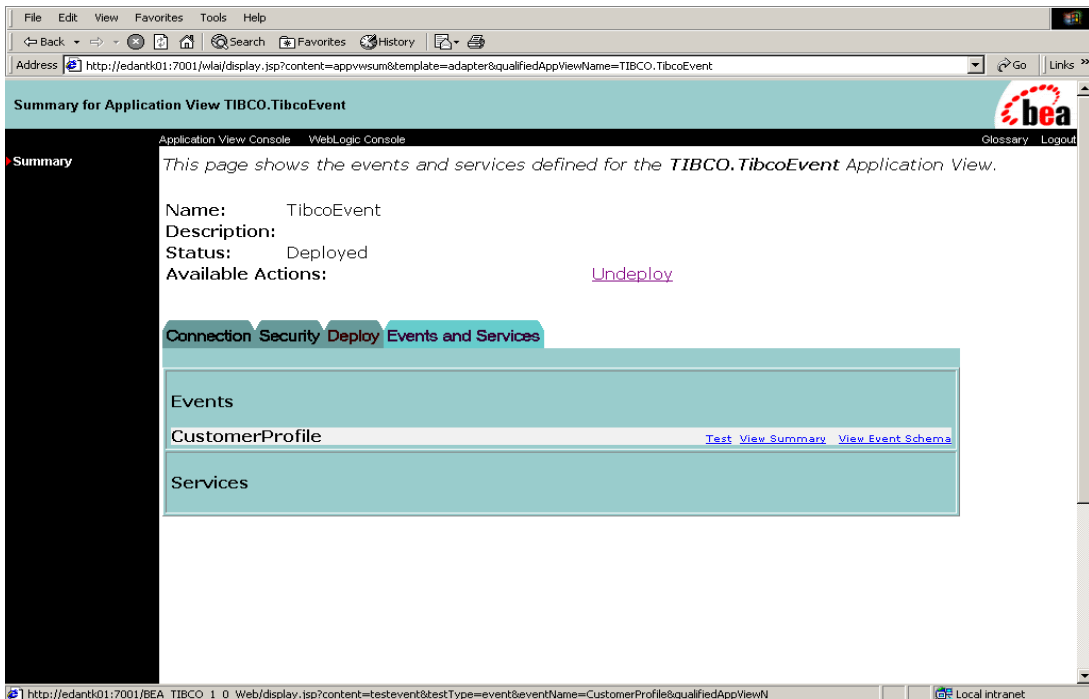 File Edit View Favorites Tools Help
Back Search Favorites History
Address http://edantk01:7001/wlai/display.jsp?content=appvwsum&template=adapter&qualifiedAppViewName=TIBCO.TibcoEvent Go Links »
Summary for Application View TIBCO.TibcoEvent
bea
Application View Console WebLogic Console Glossary Logout
Summary
This page shows the events and services defined for the TIBCO.TibcoEvent Application View.
Name: TibcoEvent
Description:
Status: Deployed
Available Actions: Undeploy
Connection Security Deploy Events and Services
Events
CustomerProfile Test View Summary View Event Schema
Services
http://edantk01:7001/BEA_TIBCO_1_0_Web/display.jsp?content=testevent&testType=event&eventName=CustomerProfile&qualifiedAppViewN Local intranet